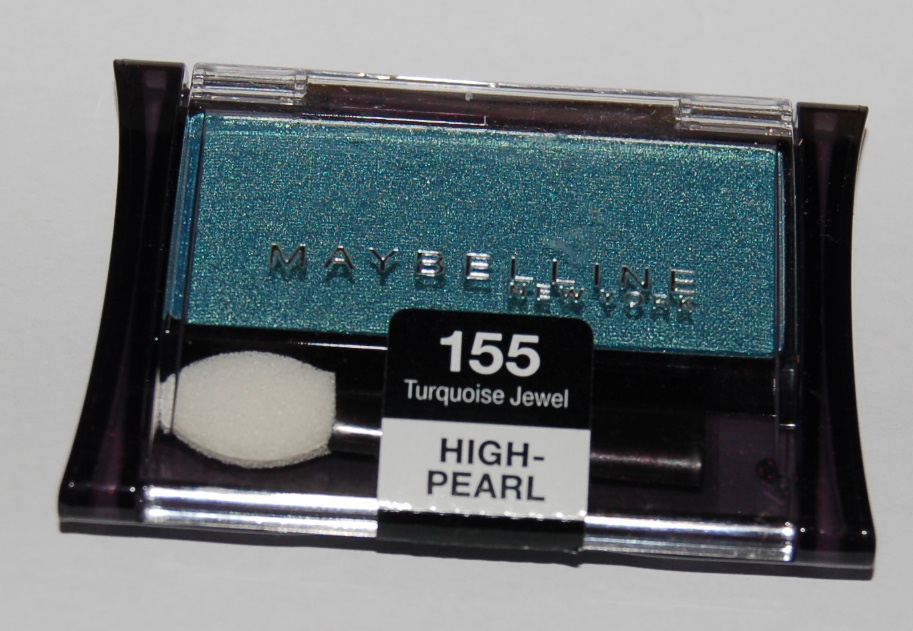 MAYBELLINE
NEW YORK
155
Turquoise Jewel
HIGH-
PEARL